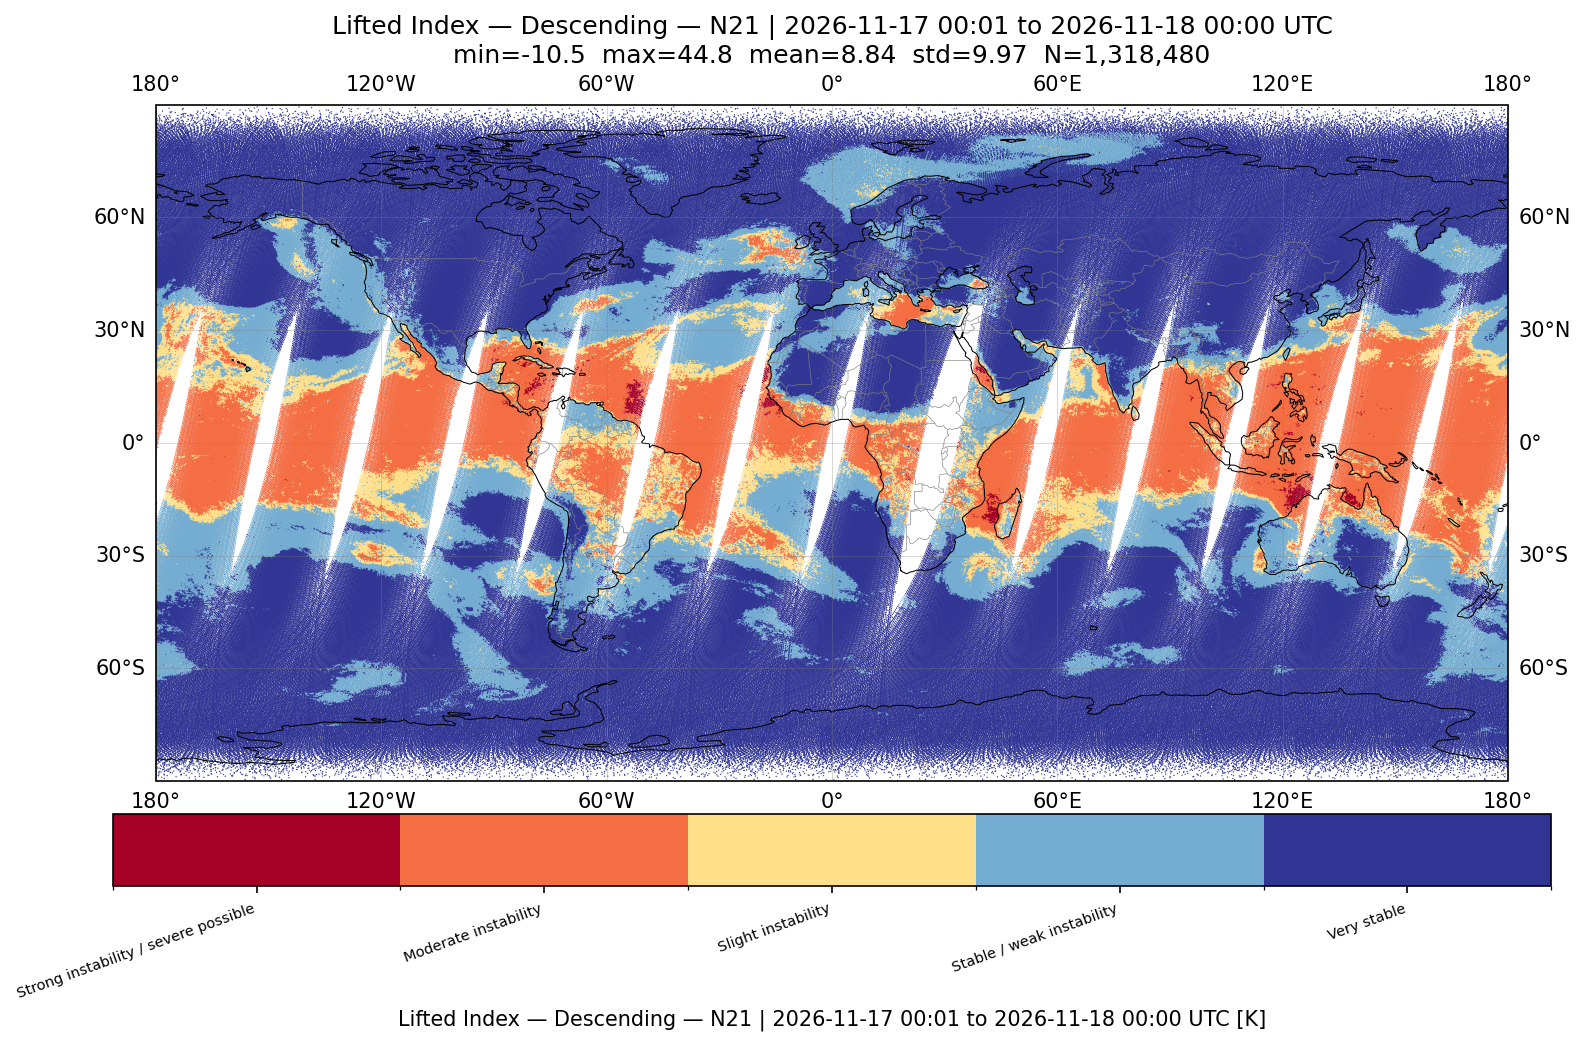 Lifted Index — Descending — N21 | 2026-11-17 00:01 to 2026-11-18 00:00 UTC
min=-10.5  max=44.8  mean=8.84  std=9.97  N=1,318,480
180° 120°W 60°W 0° 60°E 120°E 180°
60°N 60°N
30°N 30°N
0° 0°
30°S 30°S
60°S 60°S
180° 120°W 60°W 0° 60°E 120°E 180°
Strong instability / severe possible
Moderate instability
Slight instability
Stable / weak instability
Very stable
Lifted Index — Descending — N21 | 2026-11-17 00:01 to 2026-11-18 00:00 UTC [K]